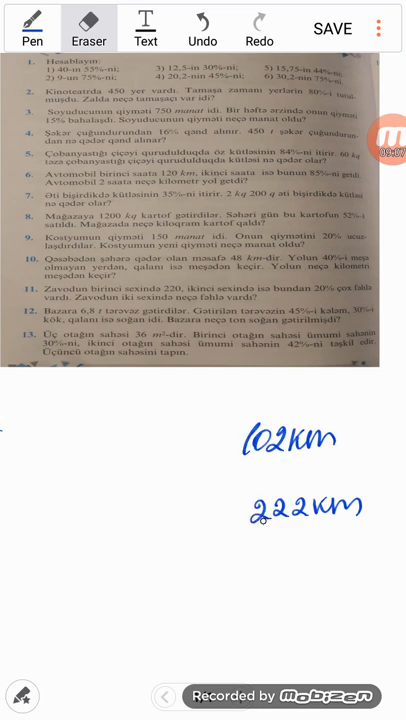 Pen
Eraser
Text
Undo
Redo
SAVE
1. Hesablayın:
1) 40-ın 55%-ni; 3) 12,5-in 30%-ni; 5) 15,75-in 44%-ni;
2) 9-un 75%-ni; 4) 20,2-nin 45%-ni; 6) 30,2-nin 75%-ni.
2. Kinoteatrda 450 yer vardı. Tamaşa zamanı yerlərin 80%-i
muşdu. Zalda neçə tamaşaçı var idi?
3. Soyuducunun qiyməti 750 manat idi. Bir həftə ərzində onun qiyməti
15% bahalaşdı. Soyuducunun qiyməti neçə manat oldu?
4. Şəkər çuğundurundan 16% qənd alınır. 450 t şəkər çuğundurun-
dan nə qədər qənd alınar?
5. Çobanyastığı çiçəyi qurudulduqda öz kütləsinin 84%-ni itirir. 60 kq
təzə çobanyastığı çiçəyi qurudulduqda kütləsi nə qədər olar?
6. Avtomobil birinci saata 120 km, ikinci saata isə bunun 85%-ni getdi.
Avtomobil 2 saata neçə kilometr yol getdi?
7. Əti bişirdikdə kütləsinin 35%-ni itirir. 2 kq 200 q əti bişirdikdə kütləsi
nə qədər olar?
8. Mağazaya 1200 kq kartof gətirdilər. Səhəri gün bu kartofun 52%-i
satıldı. Mağazada neçə kiloqram kartof qaldı?
9. Kostyumun qiyməti 150 manat idi. Onun qiymətini 20% ucuz-
laşdırdılar. Kostyumun yeni qiyməti neçə manat oldu?
10. Qəsəbədən şəhərə qədər olan məsafə 48 km-dir. Yolun 40%-i meşə
olmayan yerdən, qalanı isə meşədən keçir. Yolun neçə kilometri
meşədən keçir?
11. Zavodun birinci sexində 220, ikinci sexində isə bundan 20% çox fəhlə
vardı. Zavodun iki sexində neçə fəhlə vardı?
12. Bazara 6,8 t tərəvəz gətirdilər. Gətirilən tərəvəzin 45%-i kələm, 30%-i
kök, qalanı isə soğan idi. Bazara neçə ton soğan gətirilmişdi?
13. Üç otağın sahəsi 36 m²-dir. Birinci otağın sahəsi ümumi sahənin
30%-ni, ikinci otağın sahəsi ümumi sahənin 42%-ni təşkil edir.
Üçüncü otağın sahəsini tapın.
09:07
102 km
222 km
Recorded by mobizen